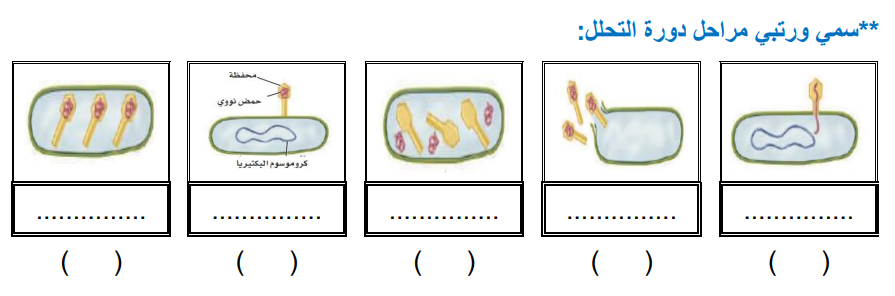 **سمي ورتبي مراحل دورة التحلل:
محفظة
حمض نووي
كروموسوم البكتيريا
............... ............... ............... ............... ...............
( ) ( ) ( ) ( ) ( )